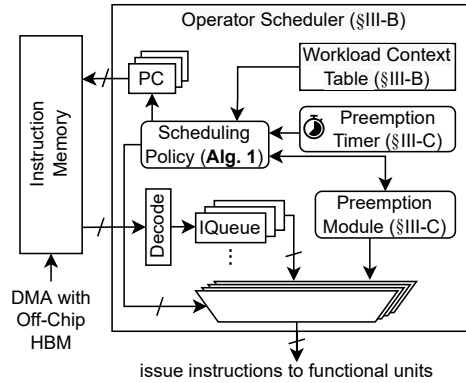 Operator Scheduler (§III-B)
Instruction
Memory
PC
Workload Context
Table (§III-B)
Scheduling
Policy (Alg. 1)
Preemption
Timer (§III-C)
Decode
IQueue
⋮
Preemption
Module (§III-C)
DMA with
Off-Chip
HBM
issue instructions to functional units